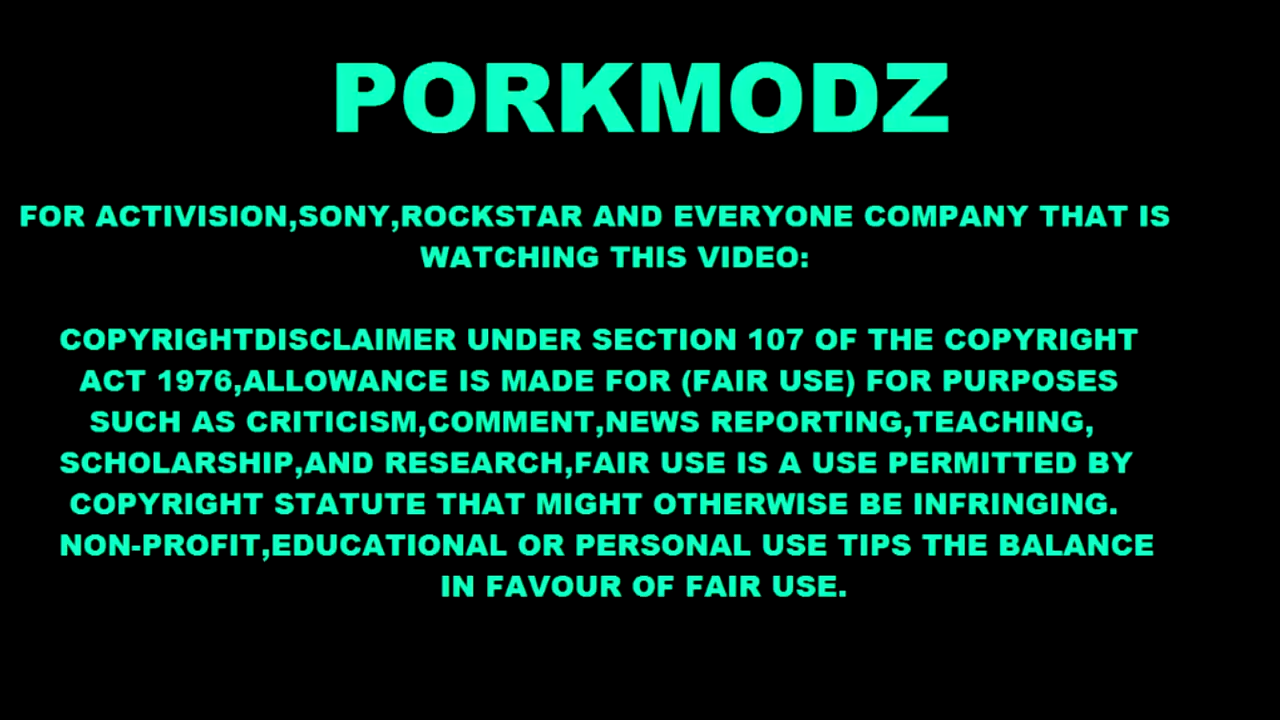 PORKMODZ
FOR ACTIVISION,SONY,ROCKSTAR AND EVERYONE COMPANY THAT IS
WATCHING THIS VIDEO:
COPYRIGHTDISCLAIMER UNDER SECTION 107 OF THE COPYRIGHT
ACT 1976,ALLOWANCE IS MADE FOR (FAIR USE) FOR PURPOSES
SUCH AS CRITICISM,COMMENT,NEWS REPORTING,TEACHING,
SCHOLARSHIP,AND RESEARCH,FAIR USE IS A USE PERMITTED BY
COPYRIGHT STATUTE THAT MIGHT OTHERWISE BE INFRINGING.
NON-PROFIT,EDUCATIONAL OR PERSONAL USE TIPS THE BALANCE
IN FAVOUR OF FAIR USE.